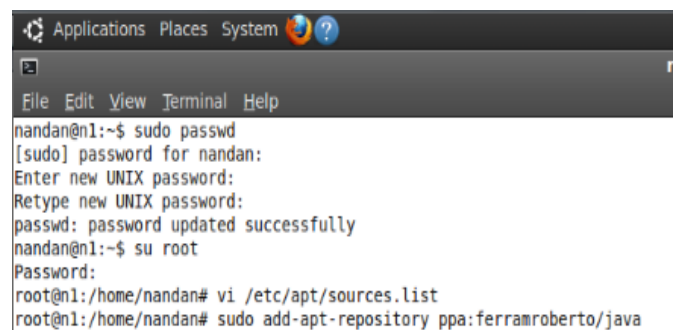 Applications Places System
r
File Edit View Terminal Help
nandan@n1:~$ sudo passwd
[sudo] password for nandan:
Enter new UNIX password:
Retype new UNIX password:
passwd: password updated successfully
nandan@n1:~$ su root
Password:
root@n1:/home/nandan# vi /etc/apt/sources.list
root@n1:/home/nandan# sudo add-apt-repository ppa:ferramroberto/java